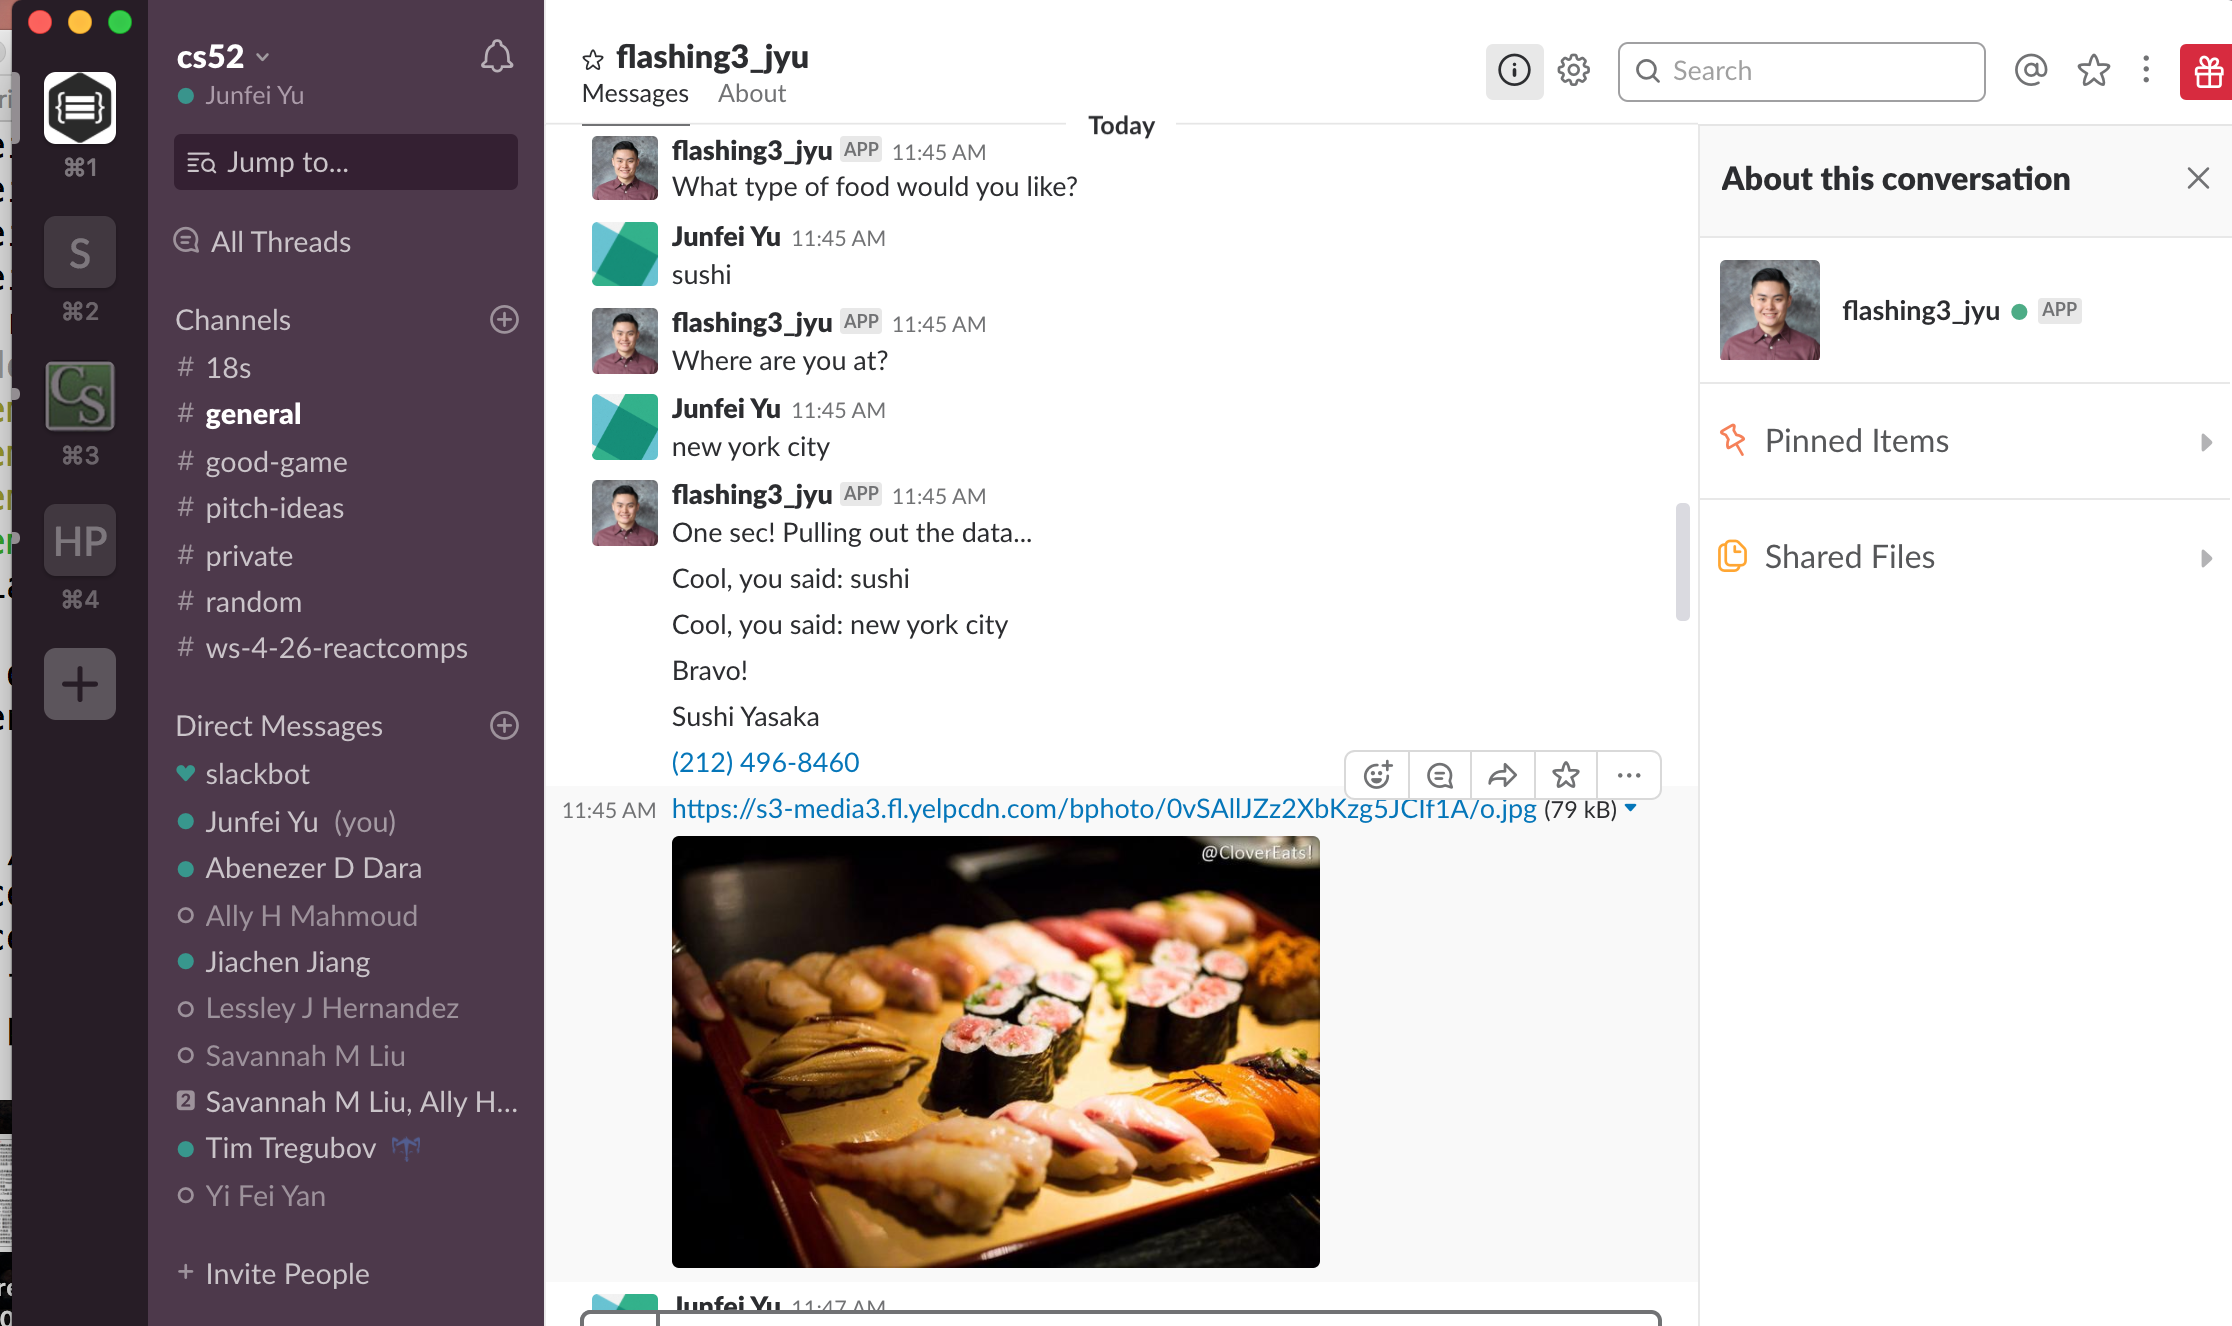 cs52
Junfei Yu
Jump to...
All Threads
Channels
# 18s
# general
# good-game
# pitch-ideas
# private
# random
# ws-4-26-reactcomps
Direct Messages
slackbot
Junfei Yu (you)
Abenezer D Dara
Ally H Mahmoud
Jiachen Jiang
Lessley J Hernandez
Savannah M Liu
2 Savannah M Liu, Ally H...
Tim Tregubov
Yi Fei Yan
+ Invite People
⌘1
S
⌘2
CS
⌘3
HP
⌘4
flashing3_jyu
Messages About
Search
Today
flashing3_jyu APP 11:45 AM
What type of food would you like?
Junfei Yu 11:45 AM
sushi
flashing3_jyu APP 11:45 AM
Where are you at?
Junfei Yu 11:45 AM
new york city
flashing3_jyu APP 11:45 AM
One sec! Pulling out the data...
Cool, you said: sushi
Cool, you said: new york city
Bravo!
Sushi Yasaka
(212) 496-8460
11:45 AM https://s3-media3.fl.yelpcdn.com/bphoto/0vSAllJZz2XbKzg5JCIf1A/o.jpg (79 kB)
@CloverEats!
Junfei Yu 11:47 AM
About this conversation
flashing3_jyu APP
Pinned Items
Shared Files